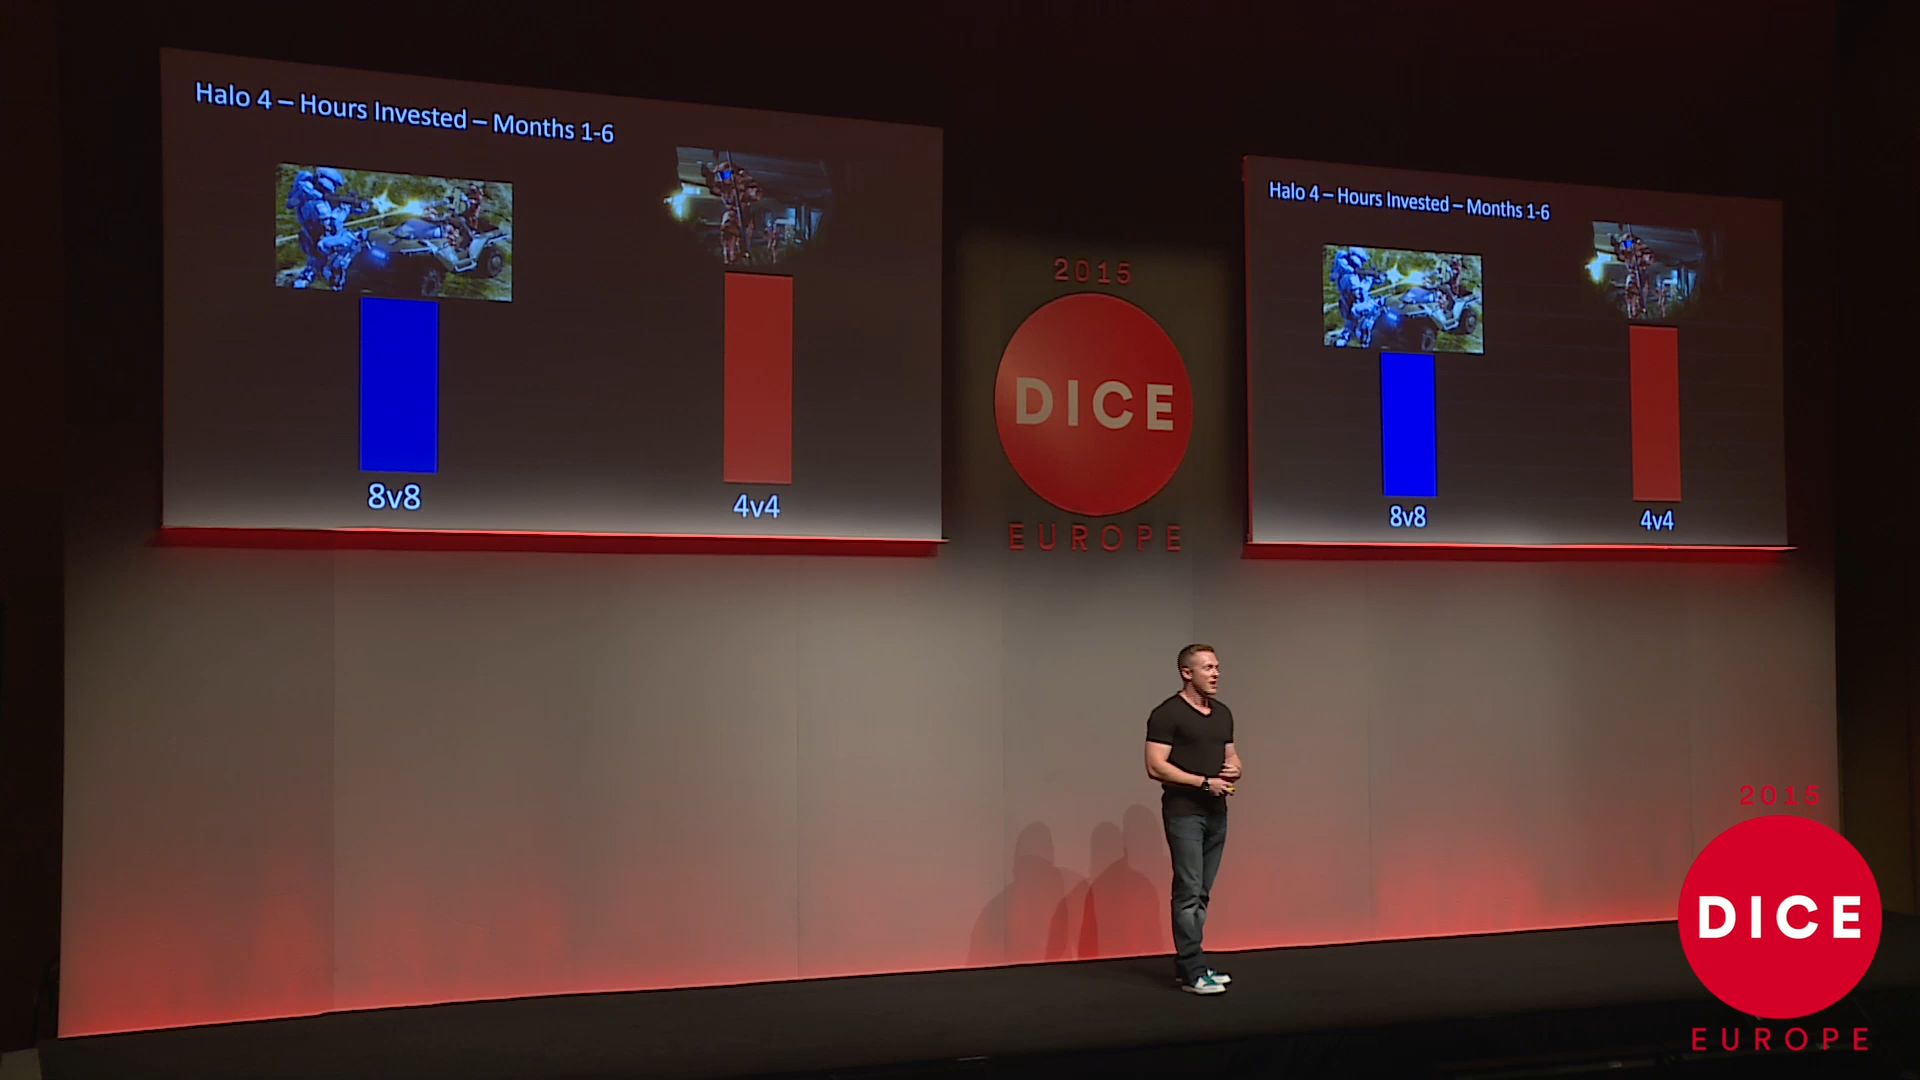 Halo 4 – Hours Invested – Months 1-6
8v8
4v4
2015
DICE
EUROPE
Halo 4 – Hours Invested – Months 1-6
8v8
4v4
2015
DICE
EUROPE